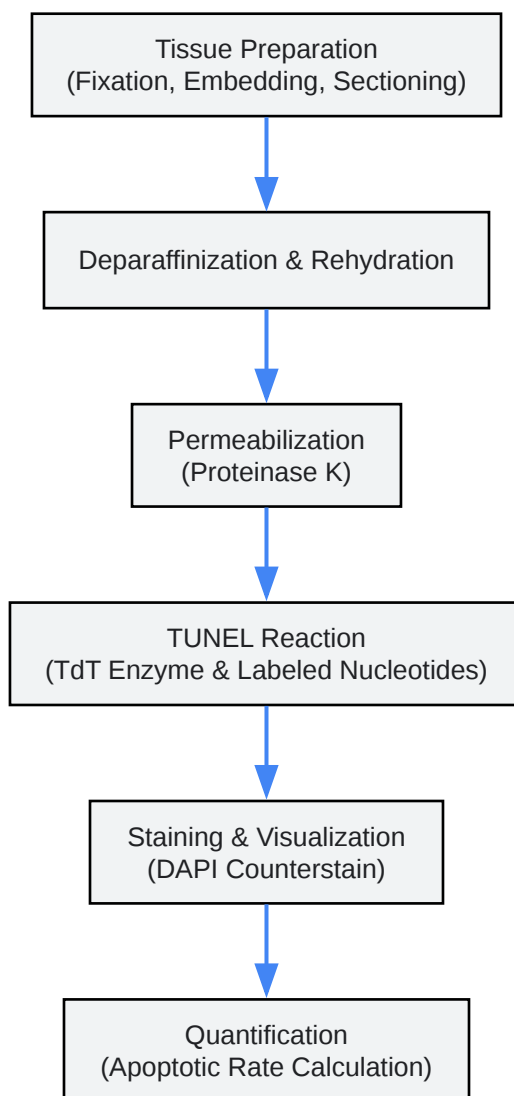 Tissue Preparation
(Fixation, Embedding, Sectioning)
Deparaffinization & Rehydration
Permeabilization
(Proteinase K)
TUNEL Reaction
(TdT Enzyme & Labeled Nucleotides)
Staining & Visualization
(DAPI Counterstain)
Quantification
(Apoptotic Rate Calculation)